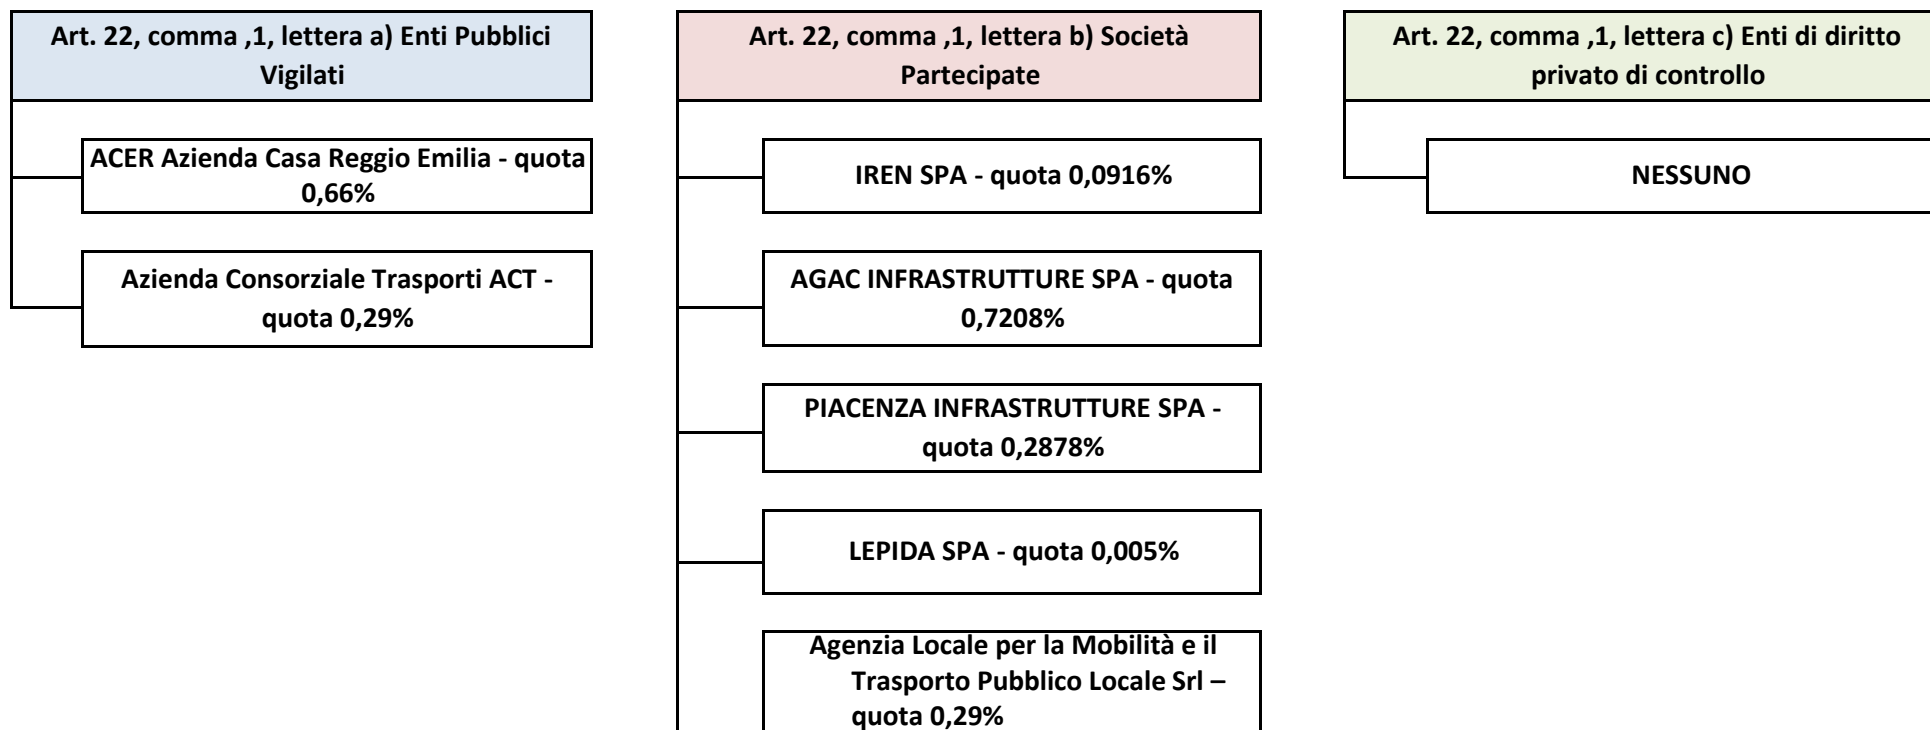 Art. 22, comma ,1, lettera a) Enti Pubblici
Vigilati
ACER Azienda Casa Reggio Emilia - quota
0,66%
Azienda Consorziale Trasporti ACT -
quota 0,29%
Art. 22, comma ,1, lettera b) Società
Partecipate
IREN SPA - quota 0,0916%
AGAC INFRASTRUTTURE SPA - quota
0,7208%
PIACENZA INFRASTRUTTURE SPA -
quota 0,2878%
LEPIDA SPA - quota 0,005%
Agenzia Locale per la Mobilità e il
Trasporto Pubblico Locale Srl –
quota 0,29%
Art. 22, comma ,1, lettera c) Enti di diritto
privato di controllo
NESSUNO